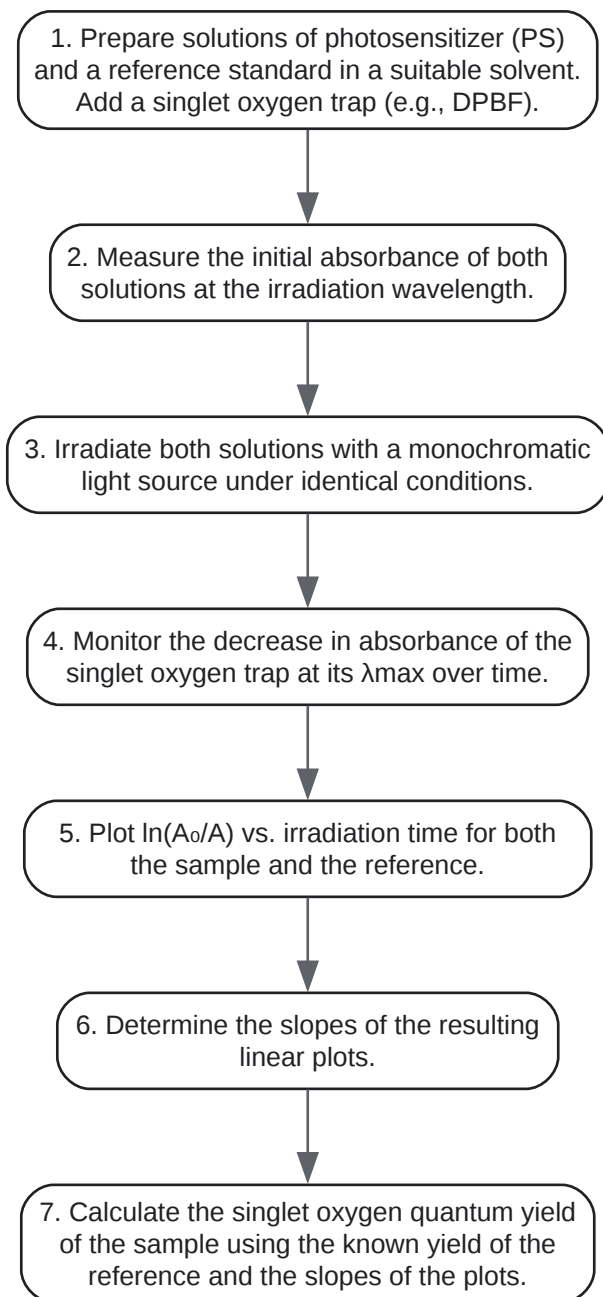 1. Prepare solutions of photosensitizer (PS)
and a reference standard in a suitable solvent.
Add a singlet oxygen trap (e.g., DPBF).
2. Measure the initial absorbance of both
solutions at the irradiation wavelength.
3. Irradiate both solutions with a monochromatic
light source under identical conditions.
4. Monitor the decrease in absorbance of the
singlet oxygen trap at its λmax over time.
5. Plot ln(A₀/A) vs. irradiation time for both
the sample and the reference.
6. Determine the slopes of the resulting
linear plots.
7. Calculate the singlet oxygen quantum yield
of the sample using the known yield of the
reference and the slopes of the plots.